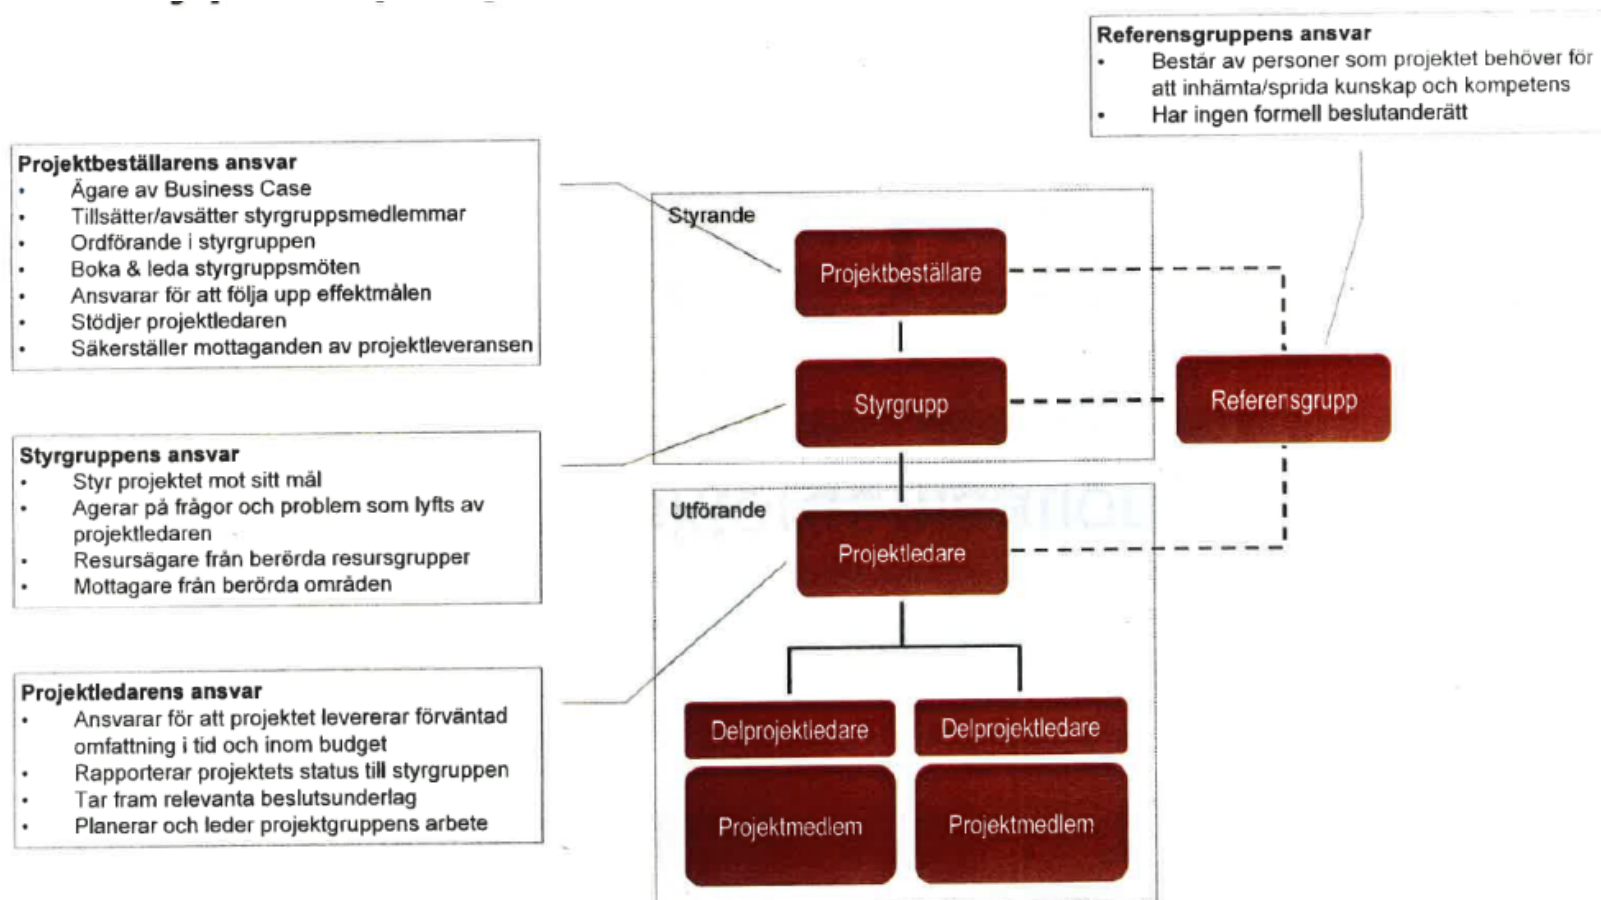 Referensgruppens ansvar
• Består av personer som projektet behöver för
att inhämta/sprida kunskap och kompetens
• Har ingen formell beslutanderätt
Projektbeställarens ansvar
• Ägare av Business Case
• Tillsätter/avsätter styrgruppsmedlemmar
• Ordförande i styrgruppen
• Boka & leda styrgruppsmöten
• Ansvarar för att följa upp effektmålen
• Stödjer projektledaren
• Säkerställer mottaganden av projektleveransen
Styrgruppens ansvar
• Styr projektet mot sitt mål
• Agerar på frågor och problem som lyfts av
projektledaren
• Resursägare från berörda resursgrupper
• Mottagare från berörda områden
Projektledarens ansvar
• Ansvarar för att projektet levererar förväntad
omfattning i tid och inom budget
• Rapporterar projektets status till styrgruppen
• Tar fram relevanta beslutsunderlag
• Planerar och leder projektgruppens arbete
Styrande
Projektbeställare
Styrgrupp
Referensgrupp
Utförande
Projektledare
Delprojektledare
Delprojektledare
Projektmedlem
Projektmedlem